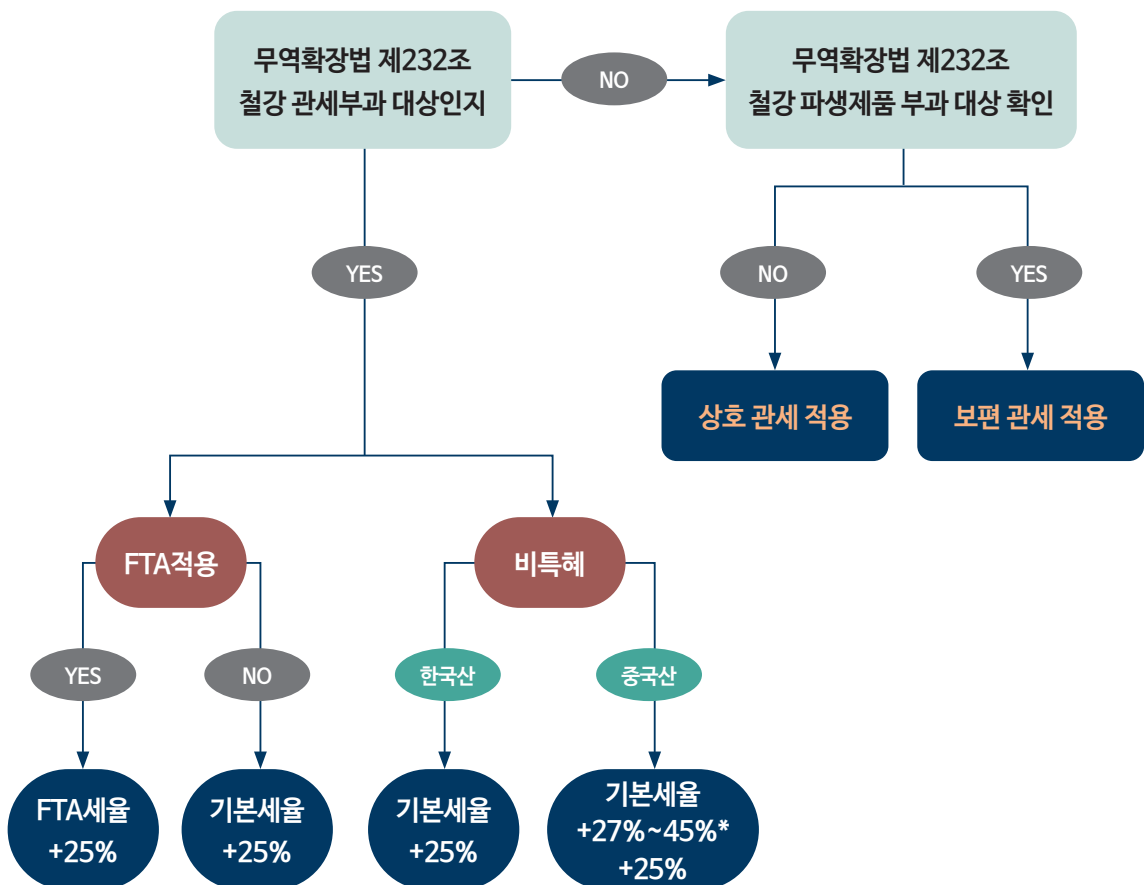 무역확장법 제232조
철강 관세부과 대상인지
NO
무역확장법 제232조
철강 파생제품 부과 대상 확인
YES
NO
YES
상호 관세 적용
보편 관세 적용
FTA적용
비특혜
YES
NO
한국산
중국산
FTA세율
+25%
기본세율
+25%
기본세율
+25%
기본세율
+27%~45%*
+25%